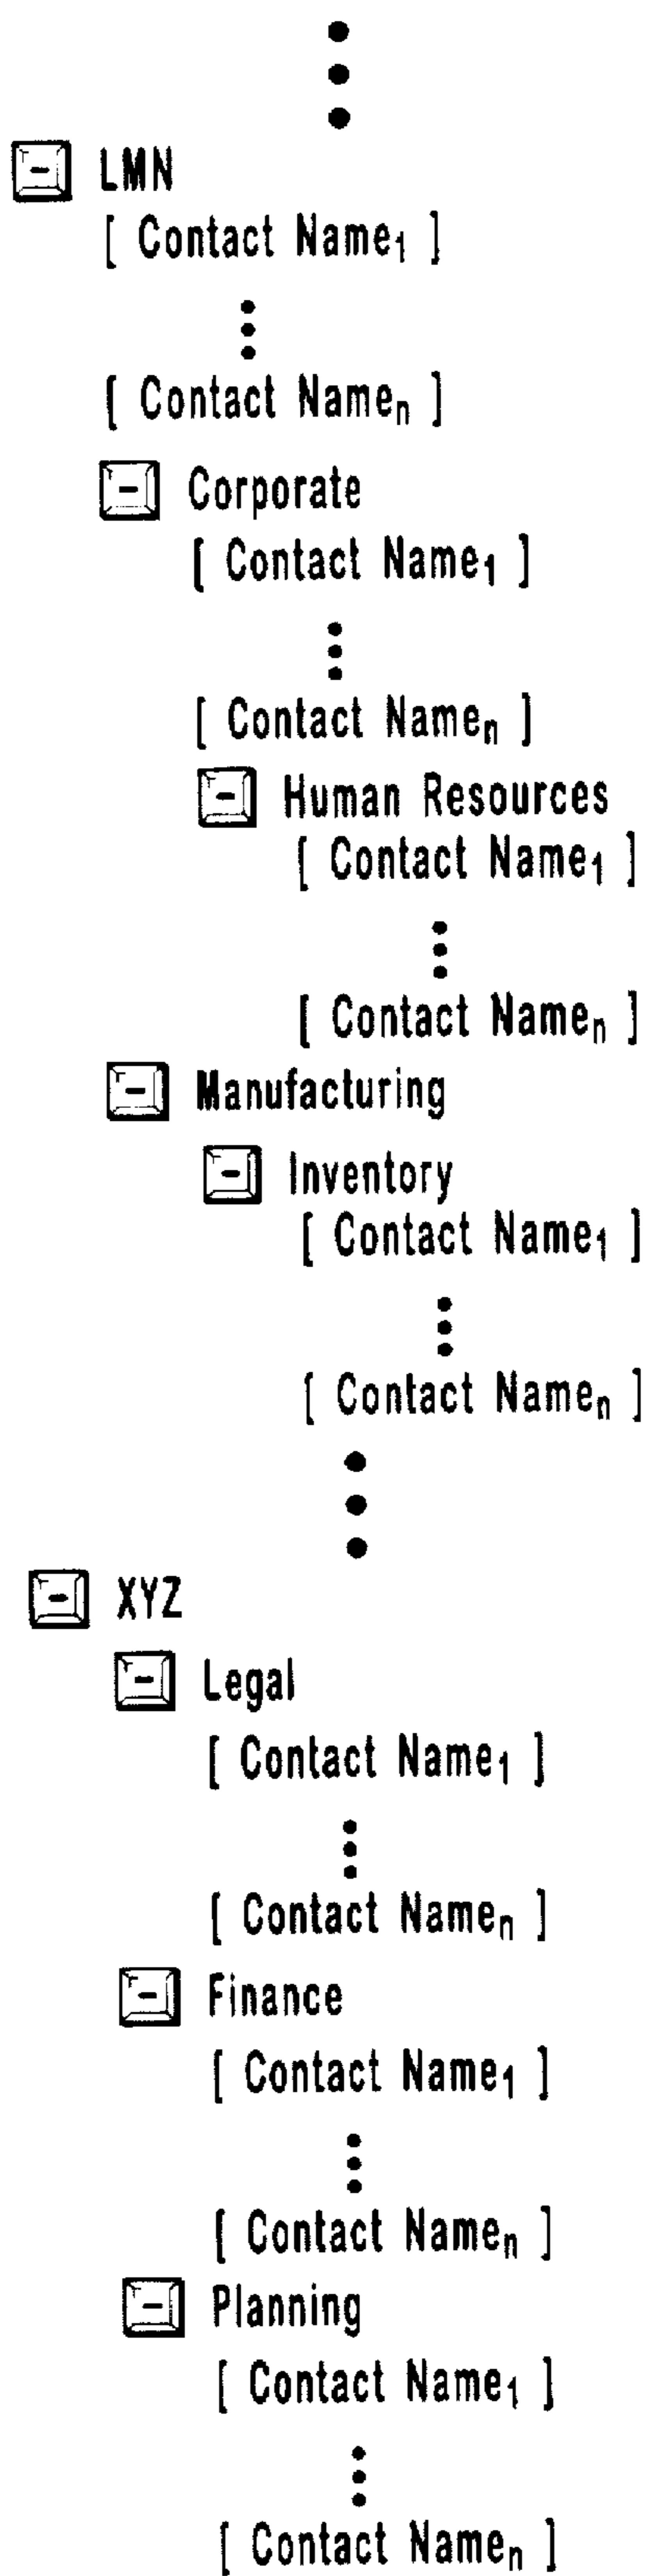 - LMN
[ Contact Name₁ ]
[ Contact Nameₙ ]
- Corporate
[ Contact Name₁ ]
[ Contact Nameₙ ]
- Human Resources
[ Contact Name₁ ]
[ Contact Nameₙ ]
- Manufacturing
- Inventory
[ Contact Name₁ ]
[ Contact Nameₙ ]
- XYZ
- Legal
[ Contact Name₁ ]
[ Contact Nameₙ ]
- Finance
[ Contact Name₁ ]
[ Contact Nameₙ ]
- Planning
[ Contact Name₁ ]
[ Contact Nameₙ ]